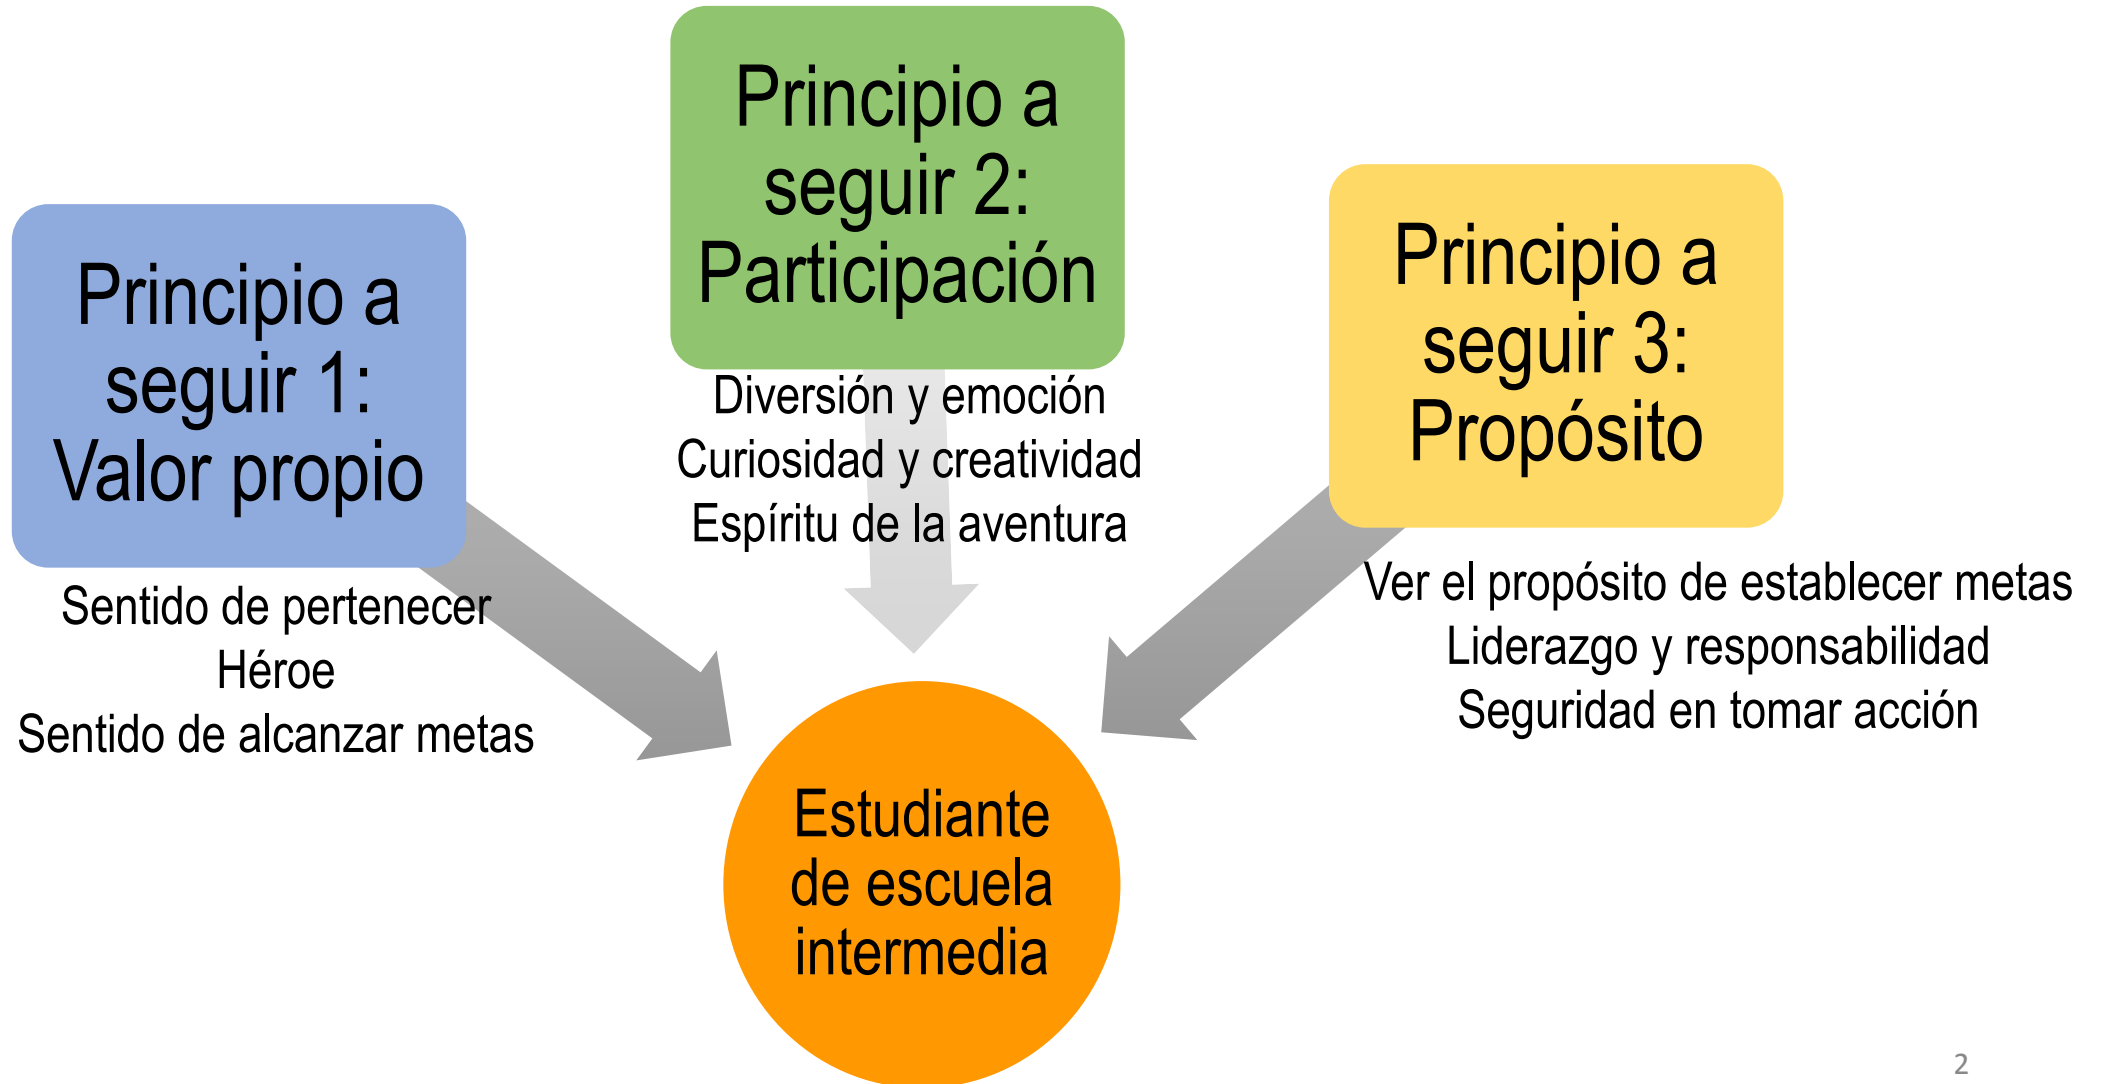 Principio a
seguir 1:
Valor propio
Sentido de pertenecer
Héroe
Sentido de alcanzar metas
Principio a
seguir 2:
Participación
Diversión y emoción
Curiosidad y creatividad
Espíritu de la aventura
Principio a
seguir 3:
Propósito
Ver el propósito de establecer metas
Liderazgo y responsabilidad
Seguridad en tomar acción
Estudiante
de escuela
intermedia
2